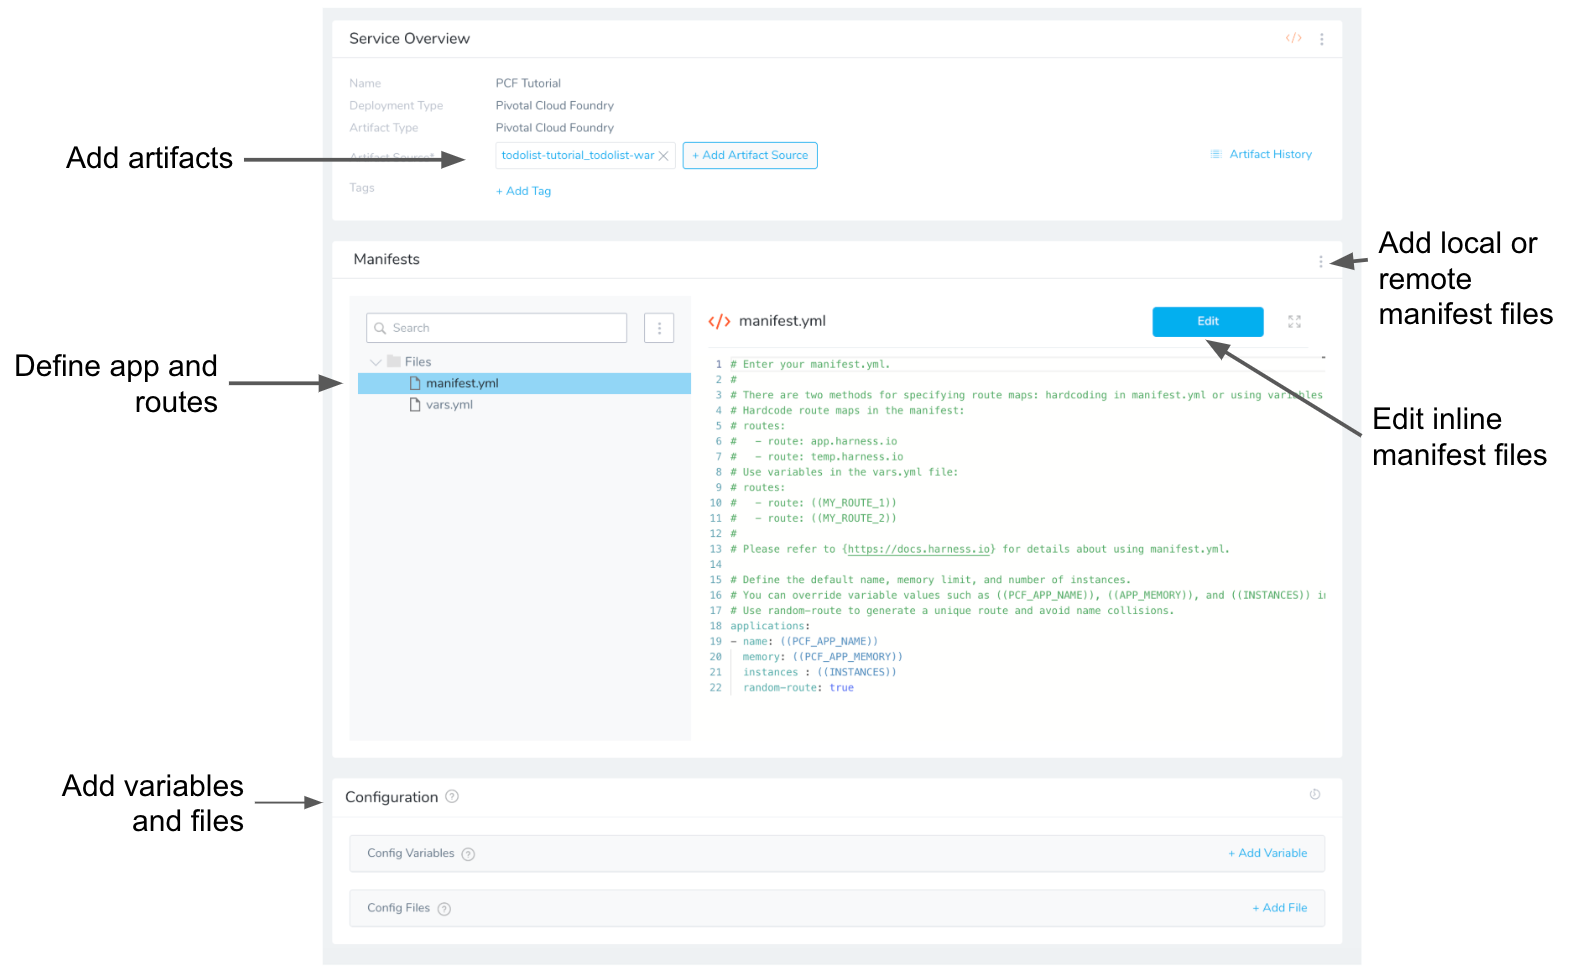 Service Overview
</>
Name PCF Tutorial
Deployment Type Pivotal Cloud Foundry
Artifact Type Pivotal Cloud Foundry
Add artifacts
Artifact Source* todolist-tutorial_todolist-war + Add Artifact Source Artifact History
Tags + Add Tag
Manifests
Add local or
remote
manifest files
Search
</> manifest.yml Edit
Define app and
routes
Files
manifest.yml
vars.yml
Edit inline
manifest files
1 # Enter your manifest.yml.
2 #
3 # There are two methods for specifying route maps: hardcoding in manifest.yml or using variables
4 # Hardcode route maps in the manifest:
5 # routes:
6 #   - route: app.harness.io
7 #   - route: temp.harness.io
8 # Use variables in the vars.yml file:
9 # routes:
10 #   - route: ((MY_ROUTE_1))
11 #   - route: ((MY_ROUTE_2))
12 #
13 # Please refer to {https://docs.harness.io} for details about using manifest.yml.
14
15 # Define the default name, memory limit, and number of instances.
16 # You can override variable values such as ((PCF_APP_NAME)), ((APP_MEMORY)), and ((INSTANCES))
17 # Use random-route to generate a unique route and avoid name collisions.
18 applications:
19 - name: ((PCF_APP_NAME))
20   memory: ((PCF_APP_MEMORY))
21   instances : ((INSTANCES))
22   random-route: true
Add variables
and files
Configuration ?
Config Variables ? + Add Variable
Config Files ? + Add File